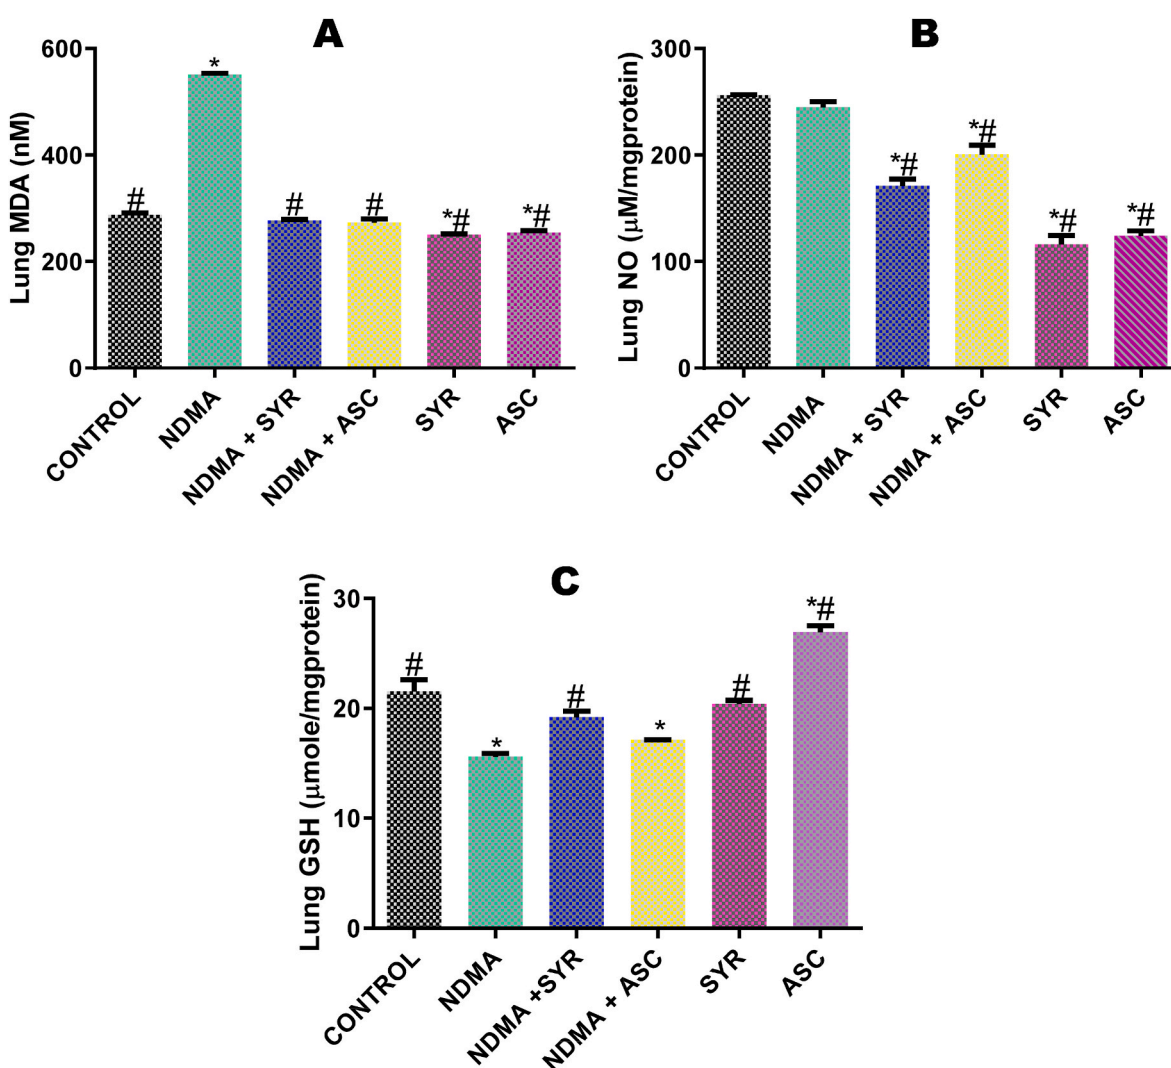 A
Lung MDA (nM)
600
400
200
0
#
*
#
#
*#
*#
CONTROL
NDMA
NDMA + SYR
NDMA + ASC
SYR
ASC
B
Lung NO (μM/mgprotein)
300
200
100
0
*#
*#
*#
*#
CONTROL
NDMA
NDMA + SYR
NDMA + ASC
SYR
ASC
C
Lung GSH (μmole/mgprotein)
30
20
10
0
#
*
#
*
#
*#
CONTROL
NDMA
NDMA +SYR
NDMA + ASC
SYR
ASC